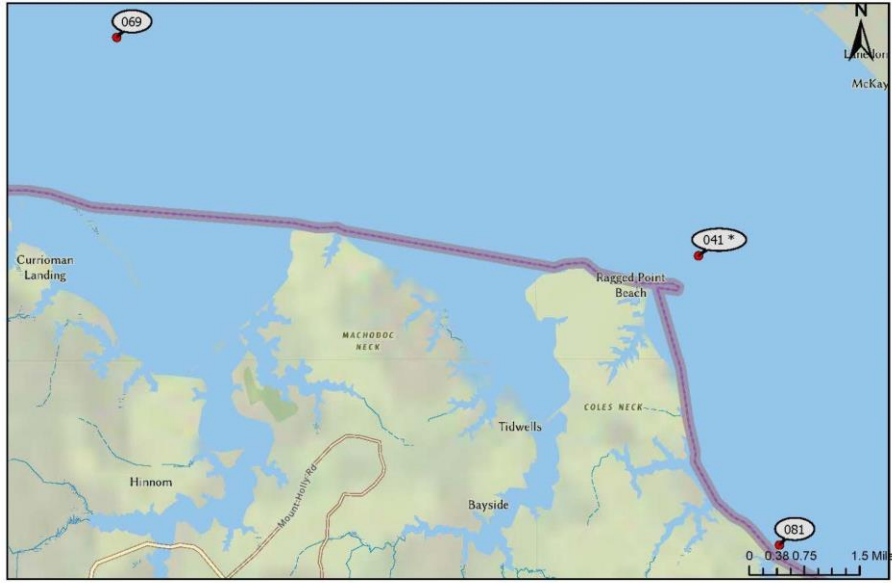 069
N
McKay
041 *
Currioman
Landing
Ragged Point
Beach
MACHODOC
NECK
COLES NECK
Tidwells
Mount Holly Rd
Hinnom
Bayside
081
0 0.38 0.75 1.5 Mile